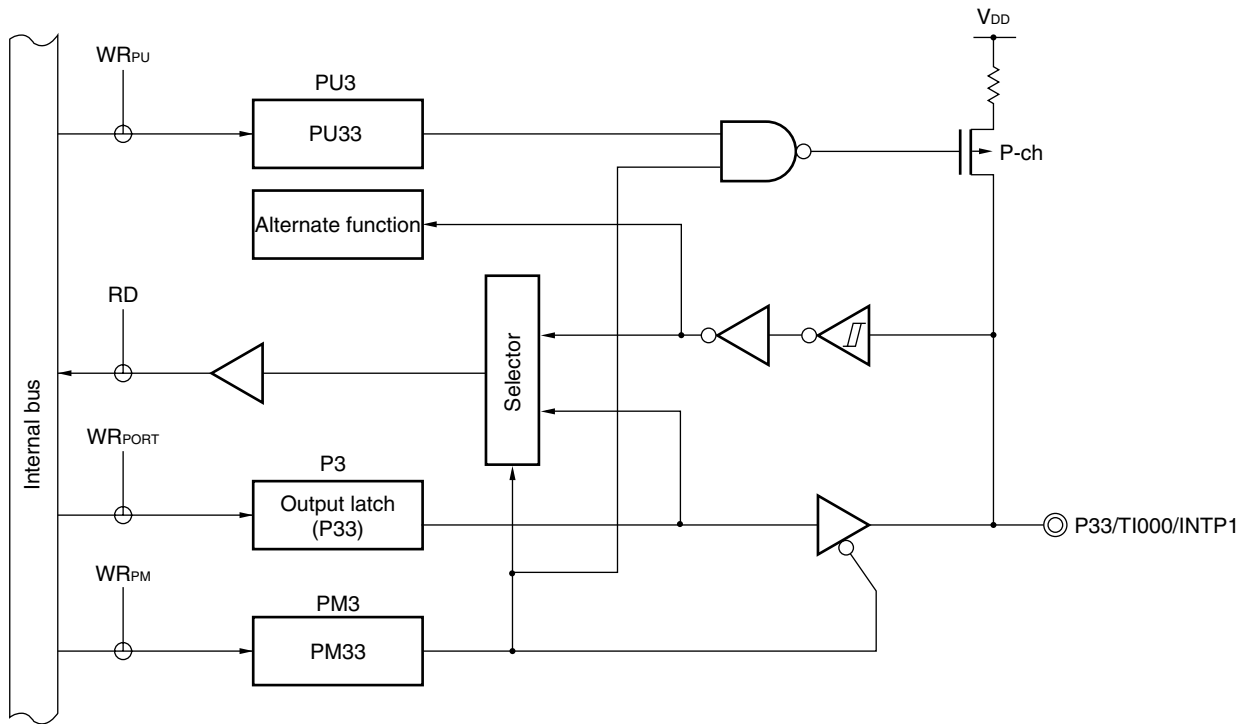 VDD
WRPU
PU3
PU33
P-ch
Alternate function
RD
Selector
Internal bus
WRPORT
P3
Output latch
(P33)
P33/TI000/INTP1
WRPM
PM3
PM33